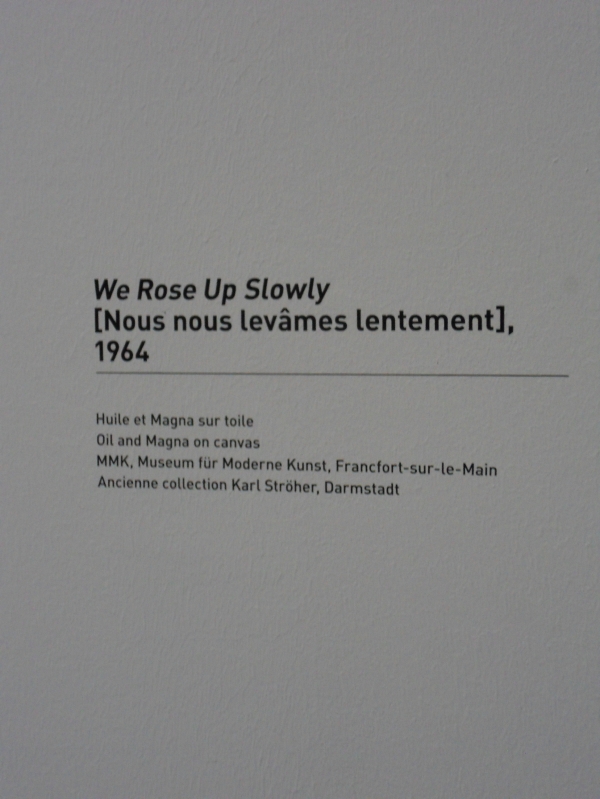 We Rose Up Slowly
[Nous nous levâmes lentement],
1964
Huile et Magna sur toile
Oil and Magna on canvas
MMK, Museum für Moderne Kunst, Francfort-sur-le-Main
Ancienne collection Karl Ströher, Darmstadt